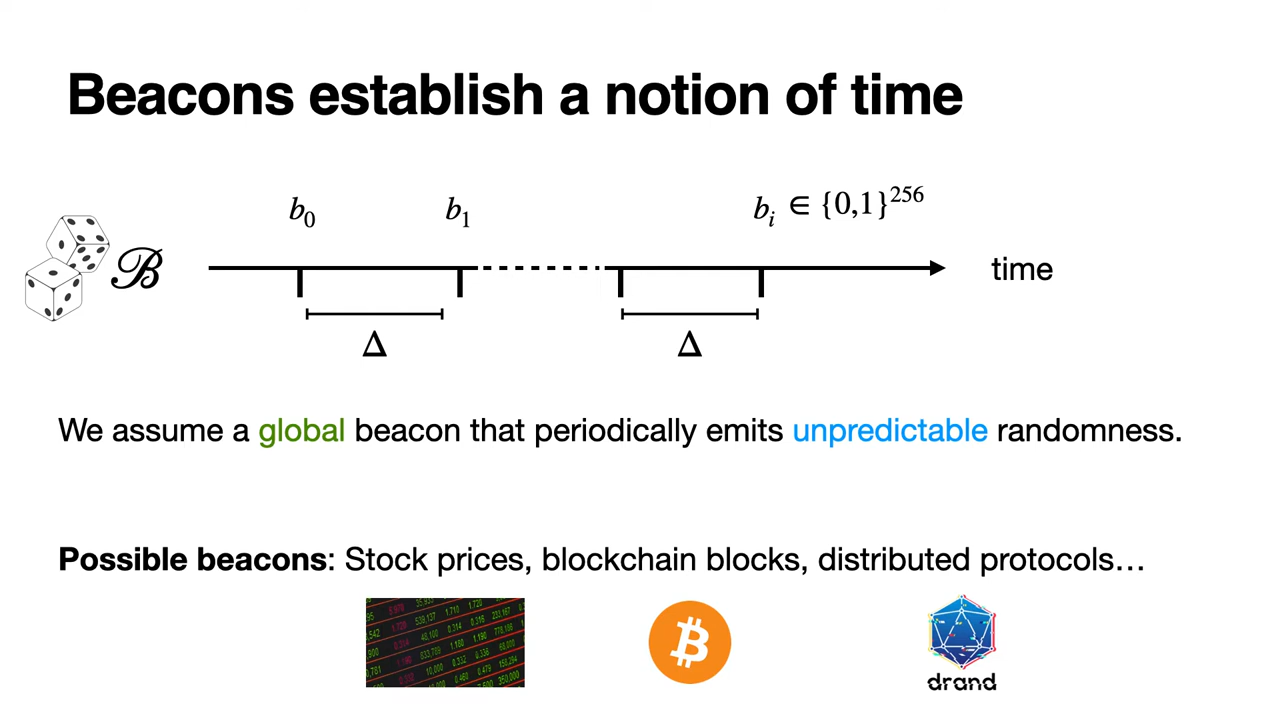 Beacons establish a notion of time
b₀ b₁ bᵢ ∈ {0,1}²⁵⁶
ℬ time
Δ Δ
We assume a global beacon that periodically emits unpredictable randomness.
Possible beacons: Stock prices, blockchain blocks, distributed protocols…
drand